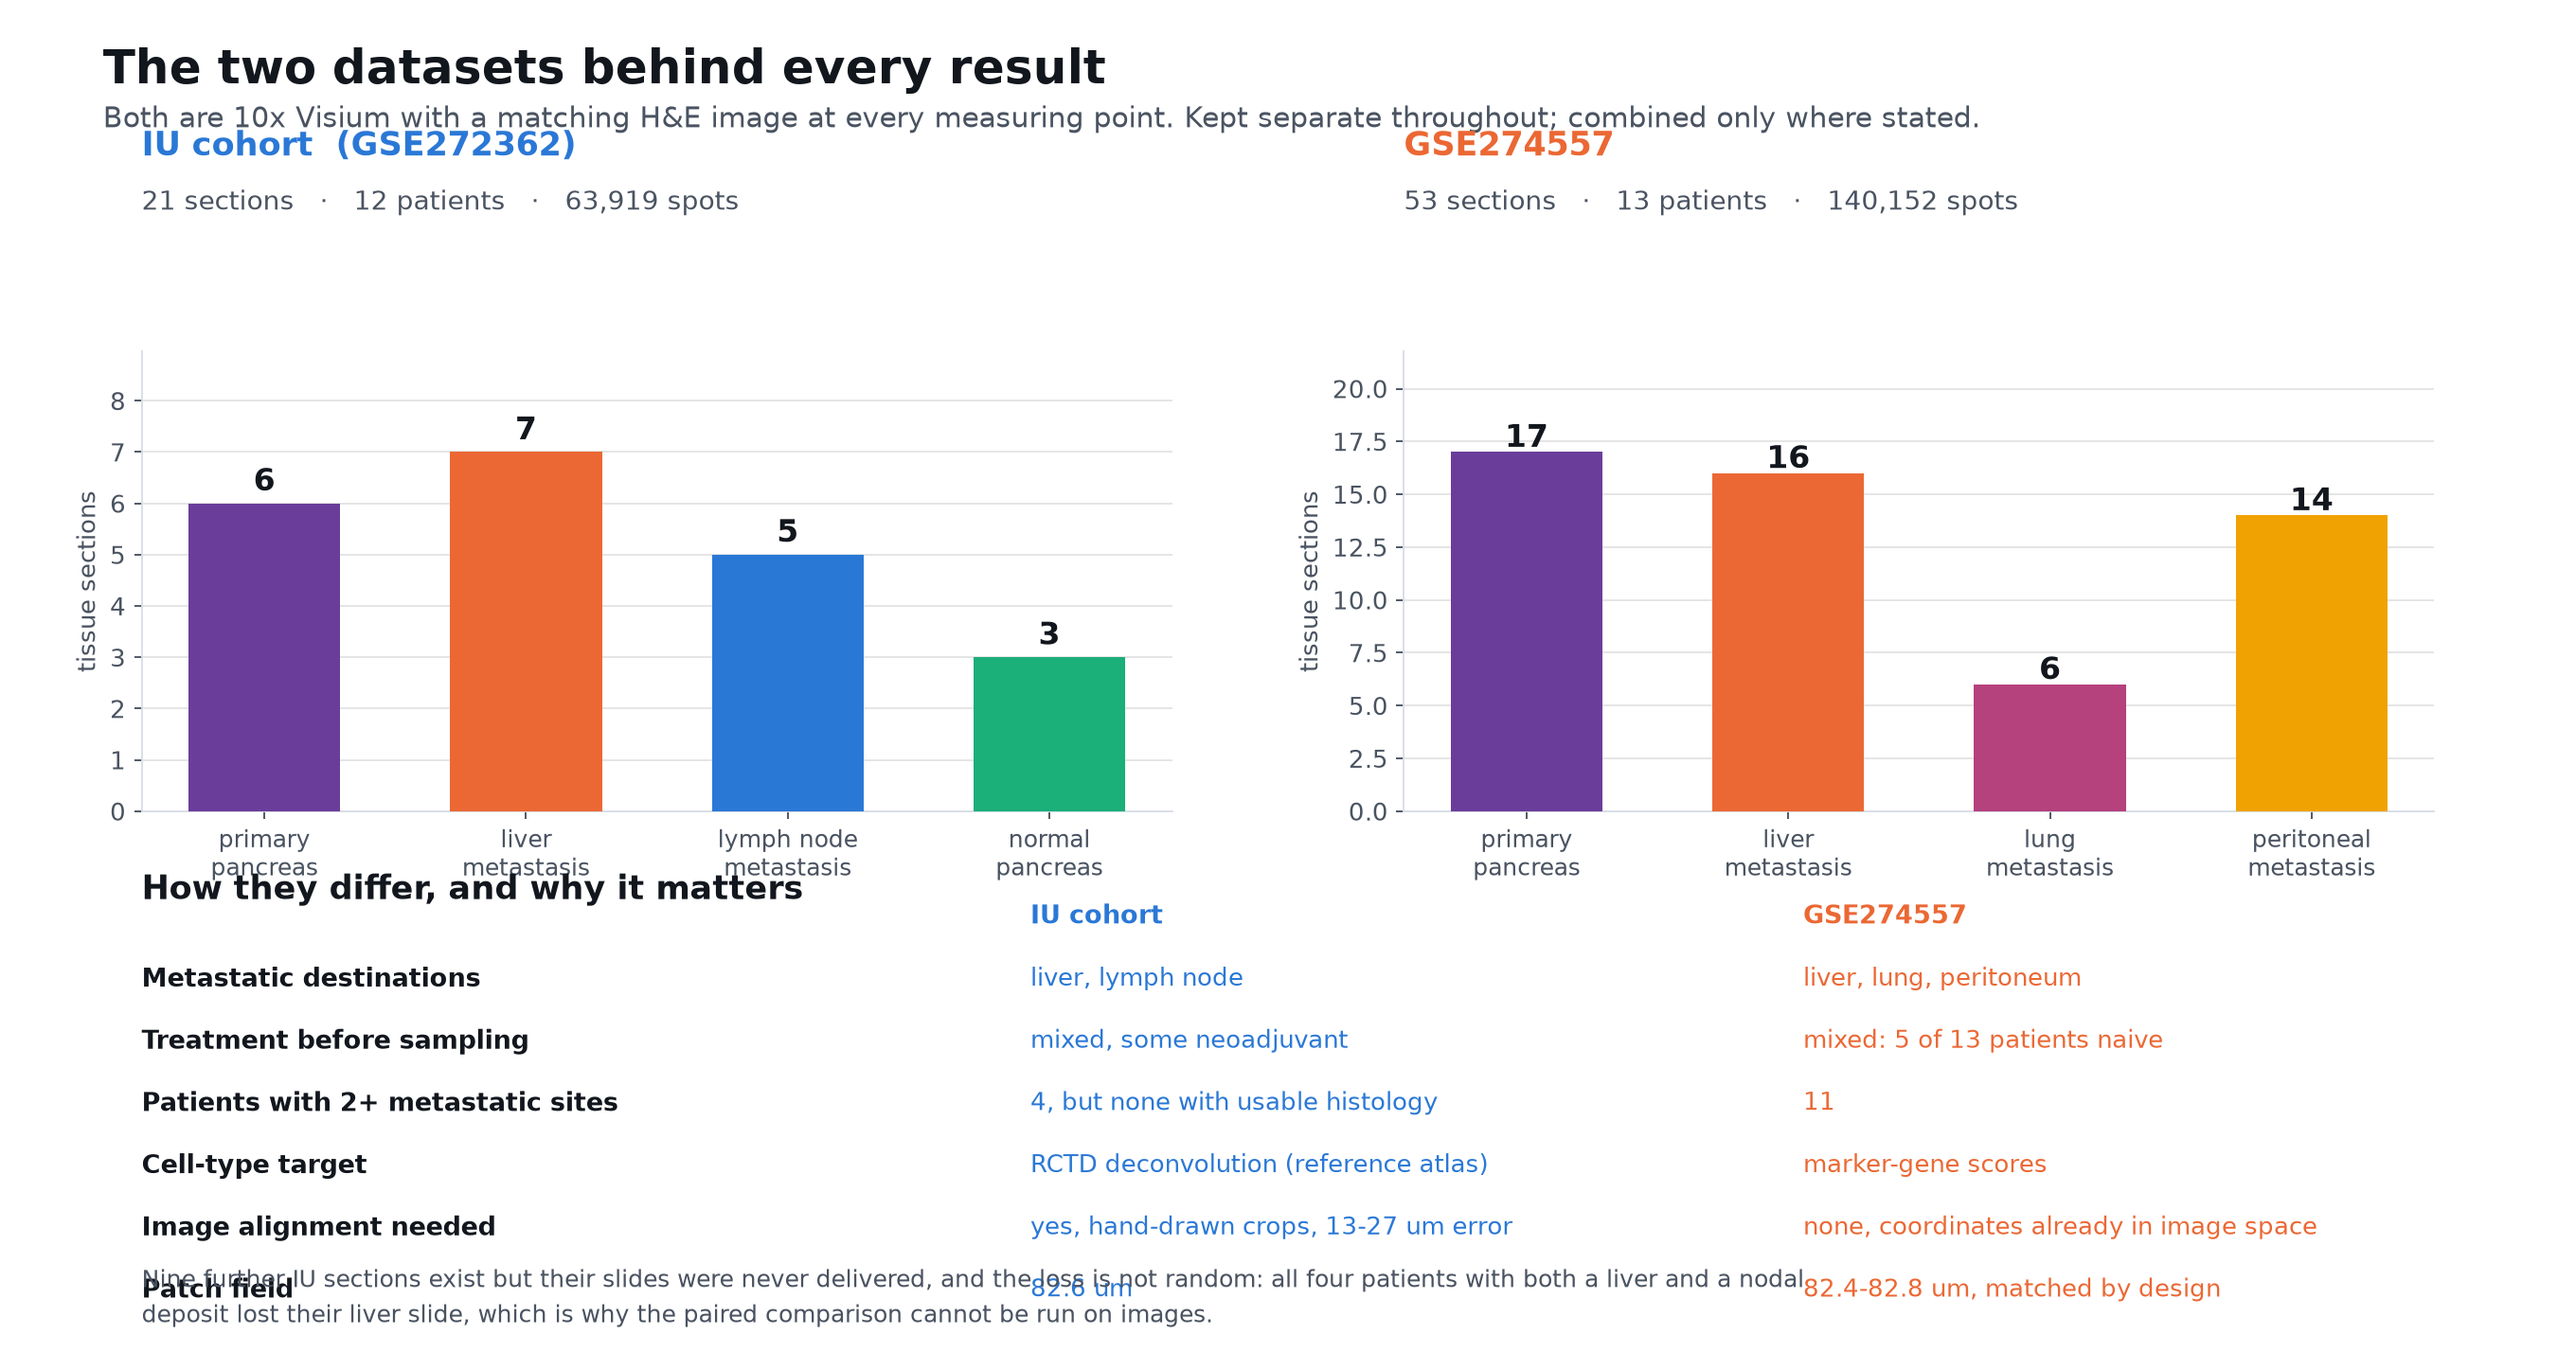 The two datasets behind every result
Both are 10x Visium with a matching H&E image at every measuring point. Kept separate throughout; combined only where stated.
IU cohort (GSE272362)
21 sections · 12 patients · 63,919 spots
GSE274557
53 sections · 13 patients · 140,152 spots
tissue sections
8
7
6
5
4
3
2
1
0
6
7
5
3
primary
pancreas
liver
metastasis
lymph node
metastasis
normal
pancreas
tissue sections
20.0
17.5
15.0
12.5
10.0
7.5
5.0
2.5
0.0
17
16
6
14
primary
pancreas
liver
metastasis
lung
metastasis
peritoneal
metastasis
How they differ, and why it matters
IU cohort GSE274557
Metastatic destinations liver, lymph node liver, lung, peritoneum
Treatment before sampling mixed, some neoadjuvant mixed: 5 of 13 patients naive
Patients with 2+ metastatic sites 4, but none with usable histology 11
Cell-type target RCTD deconvolution (reference atlas) marker-gene scores
Image alignment needed yes, hand-drawn crops, 13-27 um error none, coordinates already in image space
Patch field 82.6 um 82.4-82.8 um, matched by design
Nine further IU sections exist but their slides were never delivered, and the loss is not random: all four patients with both a liver and a nodal
deposit lost their liver slide, which is why the paired comparison cannot be run on images.